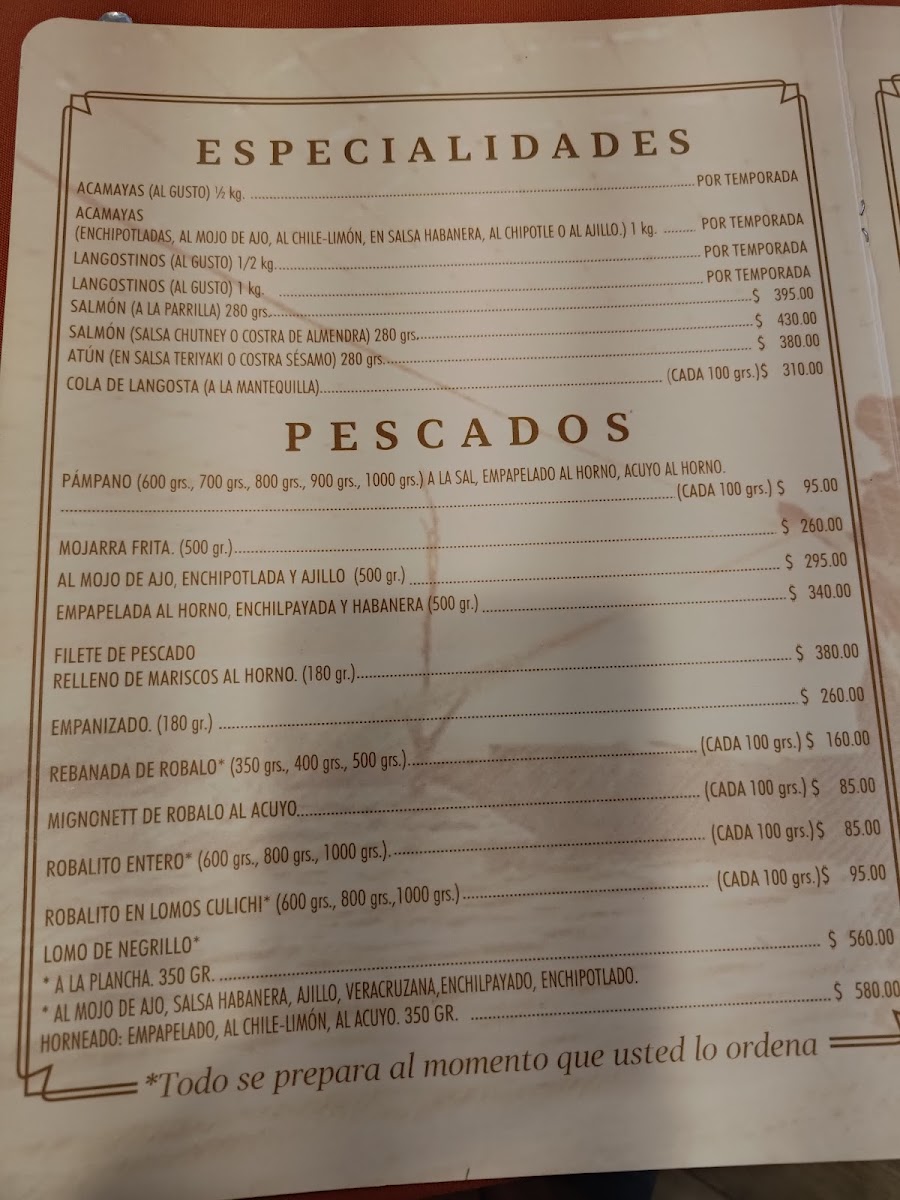 ESPECIALIDADES
ACAMAYAS (AL GUSTO) ½ kg. POR TEMPORADA
ACAMAYAS
(ENCHIPOTLADAS, AL MOJO DE AJO, AL CHILE-LIMÓN, EN SALSA HABANERA, AL CHIPOTLE O AL AJILLO.) 1 kg. POR TEMPORADA
LANGOSTINOS (AL GUSTO) 1/2 kg. POR TEMPORADA
LANGOSTINOS (AL GUSTO) 1 kg. POR TEMPORADA
SALMÓN (A LA PARRILLA) 280 grs. $ 395.00
SALMÓN (SALSA CHUTNEY O COSTRA DE ALMENDRA) 280 grs. $ 430.00
ATÚN (EN SALSA TERIYAKI O COSTRA SÉSAMO) 280 grs. $ 380.00
COLA DE LANGOSTA (A LA MANTEQUILLA) (CADA 100 grs.)$ 310.00
PESCADOS
PÁMPANO (600 grs., 700 grs., 800 grs., 900 grs., 1000 grs.) A LA SAL, EMPAPELADO AL HORNO, ACUYO AL HORNO.
(CADA 100 grs.) $ 95.00
MOJARRA FRITA. (500 gr.) $ 260.00
AL MOJO DE AJO, ENCHIPOTLADA Y AJILLO (500 gr.) $ 295.00
EMPAPELADA AL HORNO, ENCHILPAYADA Y HABANERA (500 gr.) $ 340.00
FILETE DE PESCADO
RELLENO DE MARISCOS AL HORNO. (180 gr.) $ 380.00
EMPANIZADO. (180 gr.) $ 260.00
REBANADA DE ROBALO* (350 grs., 400 grs., 500 grs.) (CADA 100 grs.) $ 160.00
MIGNONETT DE ROBALO AL ACUYO (CADA 100 grs.) $ 85.00
ROBALITO ENTERO* (600 grs., 800 grs., 1000 grs.). (CADA 100 grs.)$ 85.00
ROBALITO EN LOMOS CULICHI* (600 grs., 800 grs.,1000 grs.) (CADA 100 grs.)$ 95.00
LOMO DE NEGRILLO*
* A LA PLANCHA. 350 GR. $ 560.00
* AL MOJO DE AJO, SALSA HABANERA, AJILLO, VERACRUZANA,ENCHILPAYADO, ENCHIPOTLADO.
HORNEADO: EMPAPELADO, AL CHILE-LIMÓN, AL ACUYO. 350 GR. $ 580.00
*Todo se prepara al momento que usted lo ordena